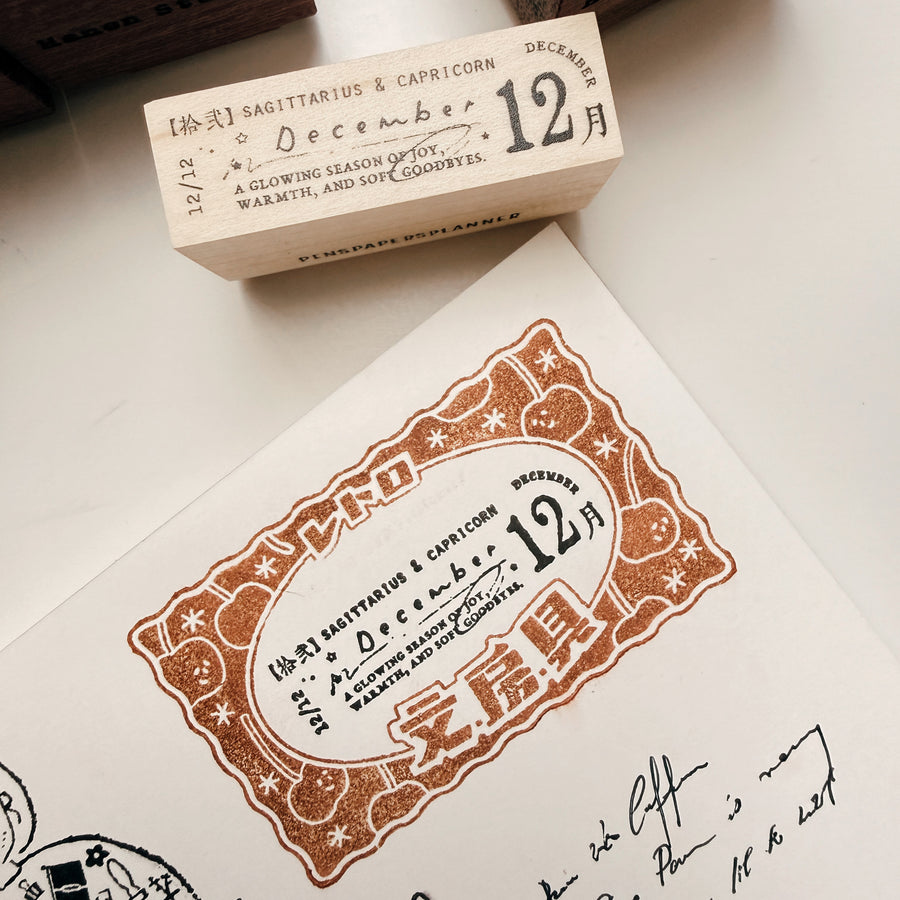 DECEMBER
【拾弐】 SAGITTARIUS & CAPRICORN
12月
December
12/12
A GLOWING SEASON OF JOY,
WARMTH, AND SOFT GOODBYES.
PENSPAPERSPLANNER
レトロ
DECEMBER
【拾弐】 SAGITTARIUS & CAPRICORN
12月
December
12/12
A GLOWING SEASON OF JOY,
WARMTH, AND SOFT GOODBYES.
文房具
is